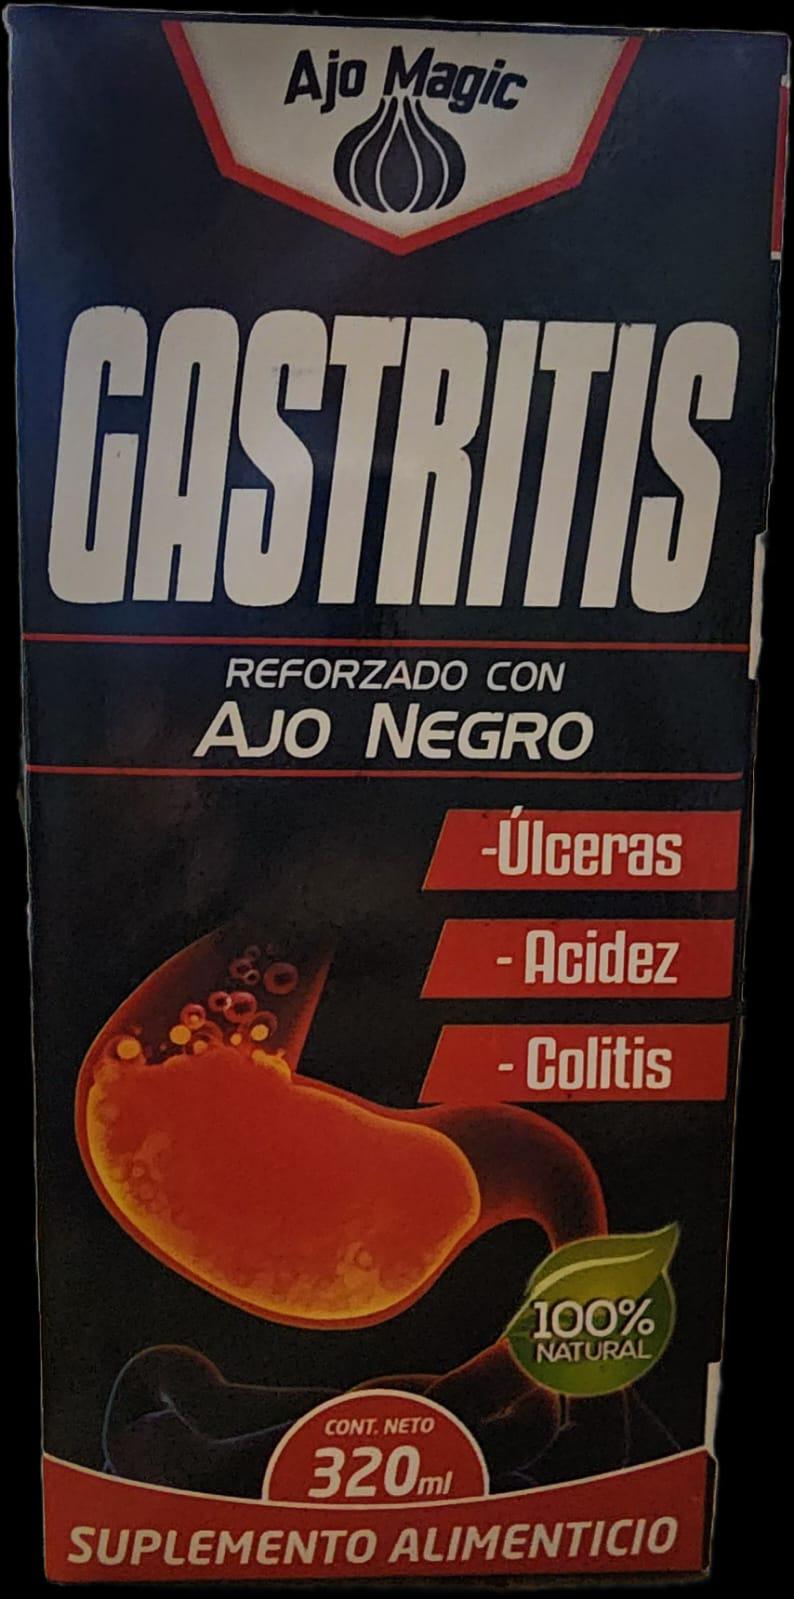 Ajo Magic
GASTRITIS
REFORZADO CON
AJO NEGRO
-Úlceras
- Acidez
- Colitis
100%
NATURAL
CONT. NETO
320ml
SUPLEMENTO ALIMENTICIO